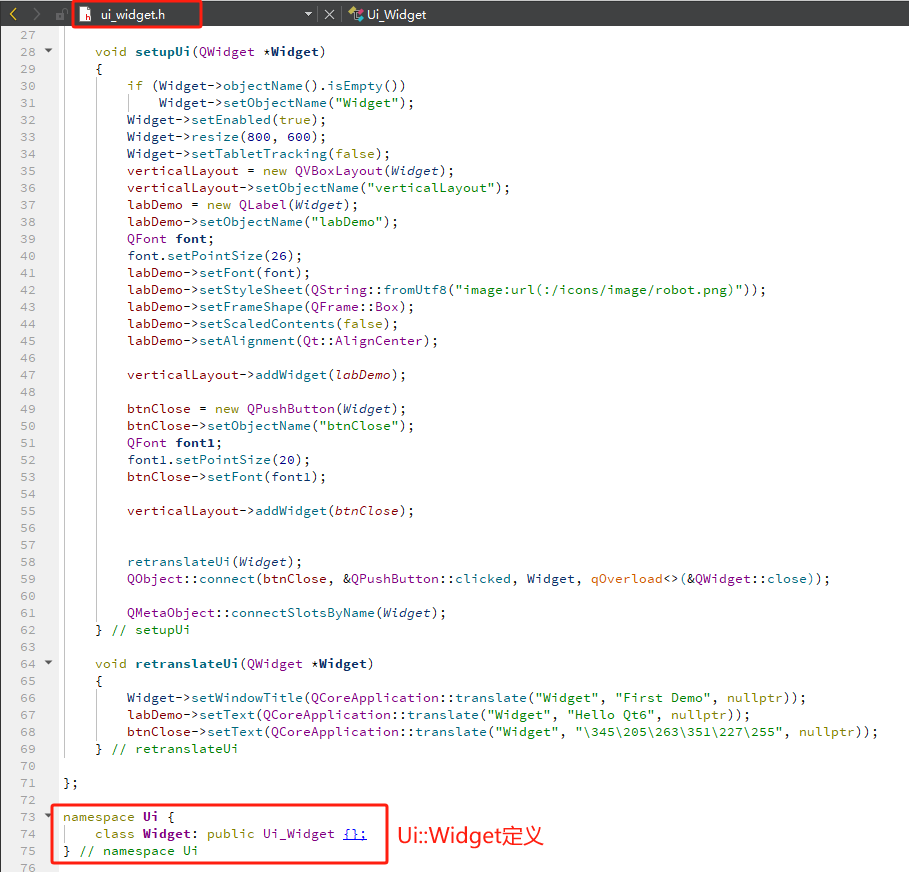 ui_widget.h Ui_Widget
27
28 void setupUi(QWidget *Widget)
29 {
30 if (Widget->objectName().isEmpty())
31 Widget->setObjectName("Widget");
32 Widget->setEnabled(true);
33 Widget->resize(800, 600);
34 Widget->setTabletTracking(false);
35 verticalLayout = new QVBoxLayout(Widget);
36 verticalLayout->setObjectName("verticalLayout");
37 labDemo = new QLabel(Widget);
38 labDemo->setObjectName("labDemo");
39 QFont font;
40 font.setPointSize(26);
41 labDemo->setFont(font);
42 labDemo->setStyleSheet(QString::fromUtf8("image:url(:/icons/image/robot.png)"));
43 labDemo->setFrameShape(QFrame::Box);
44 labDemo->setScaledContents(false);
45 labDemo->setAlignment(Qt::AlignCenter);
46
47 verticalLayout->addWidget(labDemo);
48
49 btnClose = new QPushButton(Widget);
50 btnClose->setObjectName("btnClose");
51 QFont font1;
52 font1.setPointSize(20);
53 btnClose->setFont(font1);
54
55 verticalLayout->addWidget(btnClose);
56
57
58 retranslateUi(Widget);
59 QObject::connect(btnClose, &QPushButton::clicked, Widget, qOverload<>(&QWidget::close));
60
61 QMetaObject::connectSlotsByName(Widget);
62 } // setupUi
63
64 void retranslateUi(QWidget *Widget)
65 {
66 Widget->setWindowTitle(QCoreApplication::translate("Widget", "First Demo", nullptr));
67 labDemo->setText(QCoreApplication::translate("Widget", "Hello Qt6", nullptr));
68 btnClose->setText(QCoreApplication::translate("Widget", "\345\205\263\351\227\255", nullptr));
69 } // retranslateUi
70
71 };
72
73 namespace Ui {
74 class Widget: public Ui_Widget {}; Ui::Widget定义
75 } // namespace Ui
76